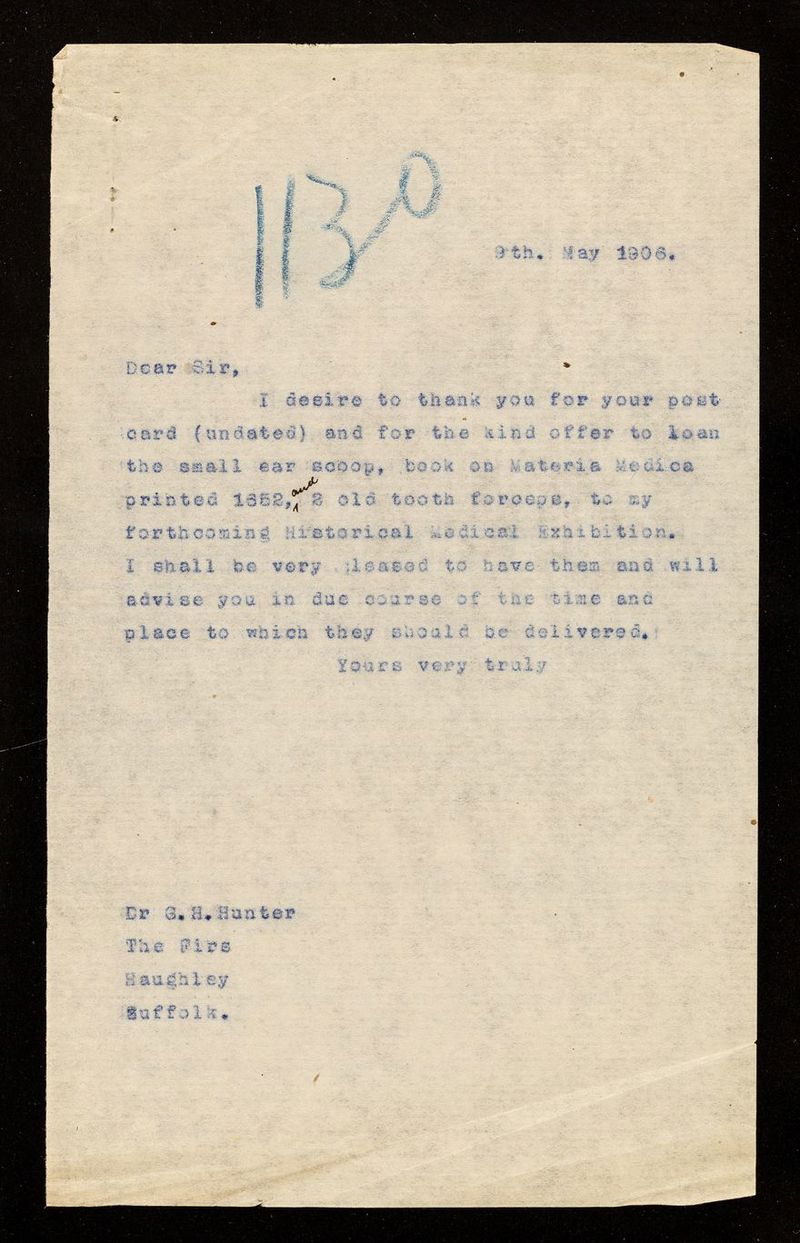 1130
9th. May 1906.
Dear Sir,
I desire to thank you for your post
card (undated) and for the kind offer to loan
the small ear scoop, book on Materia Medica
printed 1652, and 2 old tooth forceps, to my
forthcoming Historical Medical Exhibition.
I shall be very pleased to have them and will
advise you in due course of the time and
place to which they should be delivered.
Yours very truly
Dr G.H.Hunter
The Firs
Haughley
Suffolk.